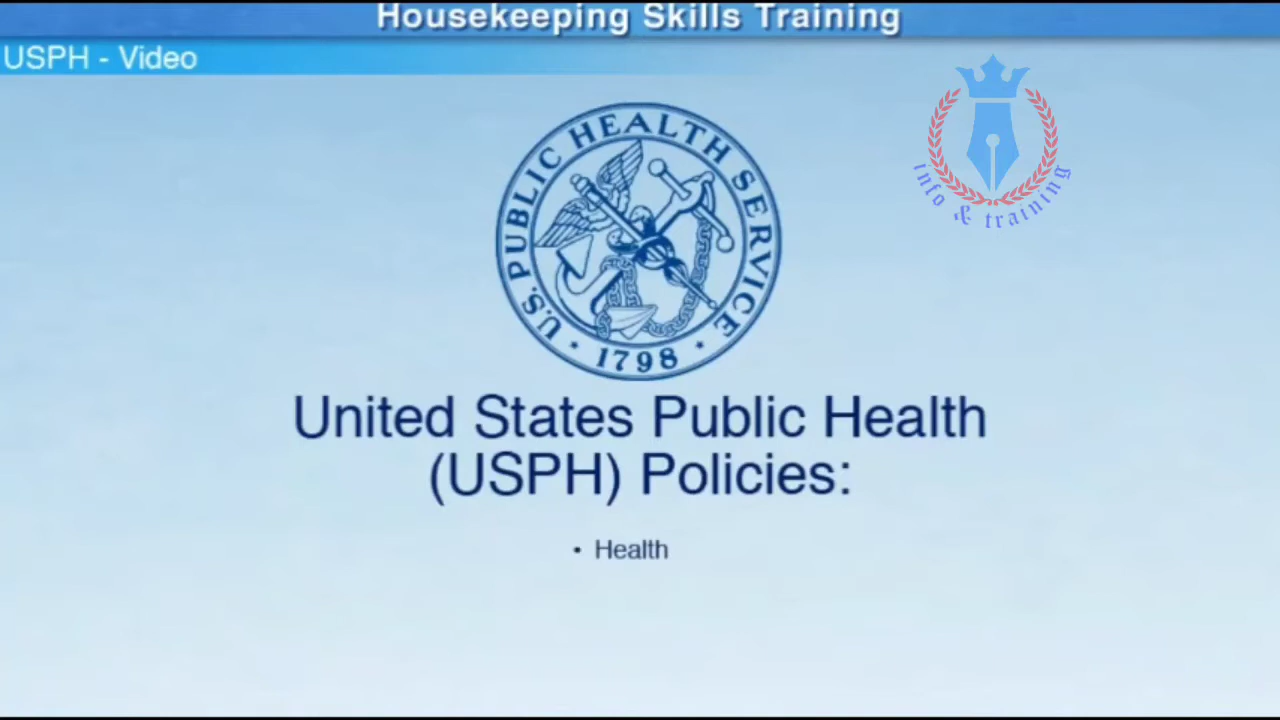 Housekeeping Skills Training
USPH - Video
U.S. PUBLIC HEALTH SERVICE
• 1798 •
info & training
United States Public Health
(USPH) Policies:
• Health